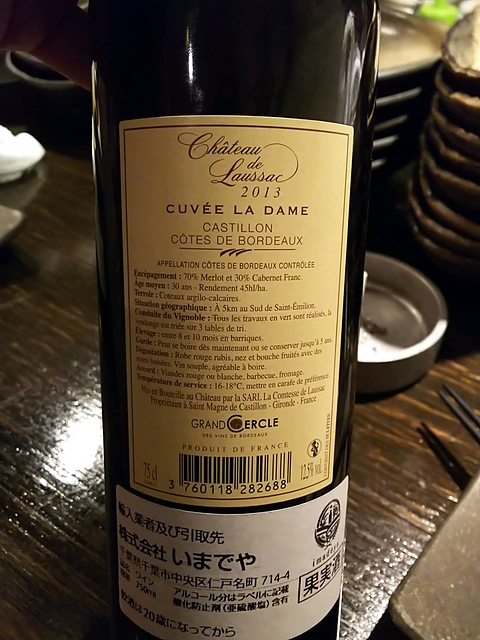 Château
de
Laussac
2013
CUVÉE LA DAME
CASTILLON
CÔTES DE BORDEAUX
APPELLATION CÔTES DE BORDEAUX CONTRÔLÉE
Encépagement : 70% Merlot et 30% Cabernet Franc.
Âge moyen : 30 ans - Rendement 45hl/ha.
Terroir : Coteaux argilo-calcaires.
Situation géographique : À 5km au Sud de Saint-Émilion.
Conduite du Vignoble : Tous les travaux en vert sont réalisés, la
vendange est triée sur 3 tables de tri.
Élevage : entre 8 et 10 mois en barriques.
Garde : Peut se boire dès maintenant ou se conserver jusqu'à 5 ans.
Dégustation : Robe rouge rubis, nez et bouche fruités avec des
notes boisées. Vin souple, agréable à boire.
Accord : Viandes rouge ou blanche, barbecue, fromage.
Température de service : 16-18°C, mettre en carafe de préférence.
Mis en Bouteille au Château par la SARL La Comtesse de Laussac
Propriétaire à Saint Magne de Castillon - Gironde - France
GRAND CERCLE
DES VINS DE BORDEAUX
PRODUIT DE FRANCE
75 cl
12.5% vol.
3 760118 282688
輸入業者及び引取先
株式会社 いまでや
千葉県千葉市中央区仁戸名町 714-4
品名 ワイン
容量 750ml
アルコール分はラベルに記載
酸化防止剤(亜硫酸塩)含有
飲酒は20歳になってから
imadeya
果実酒